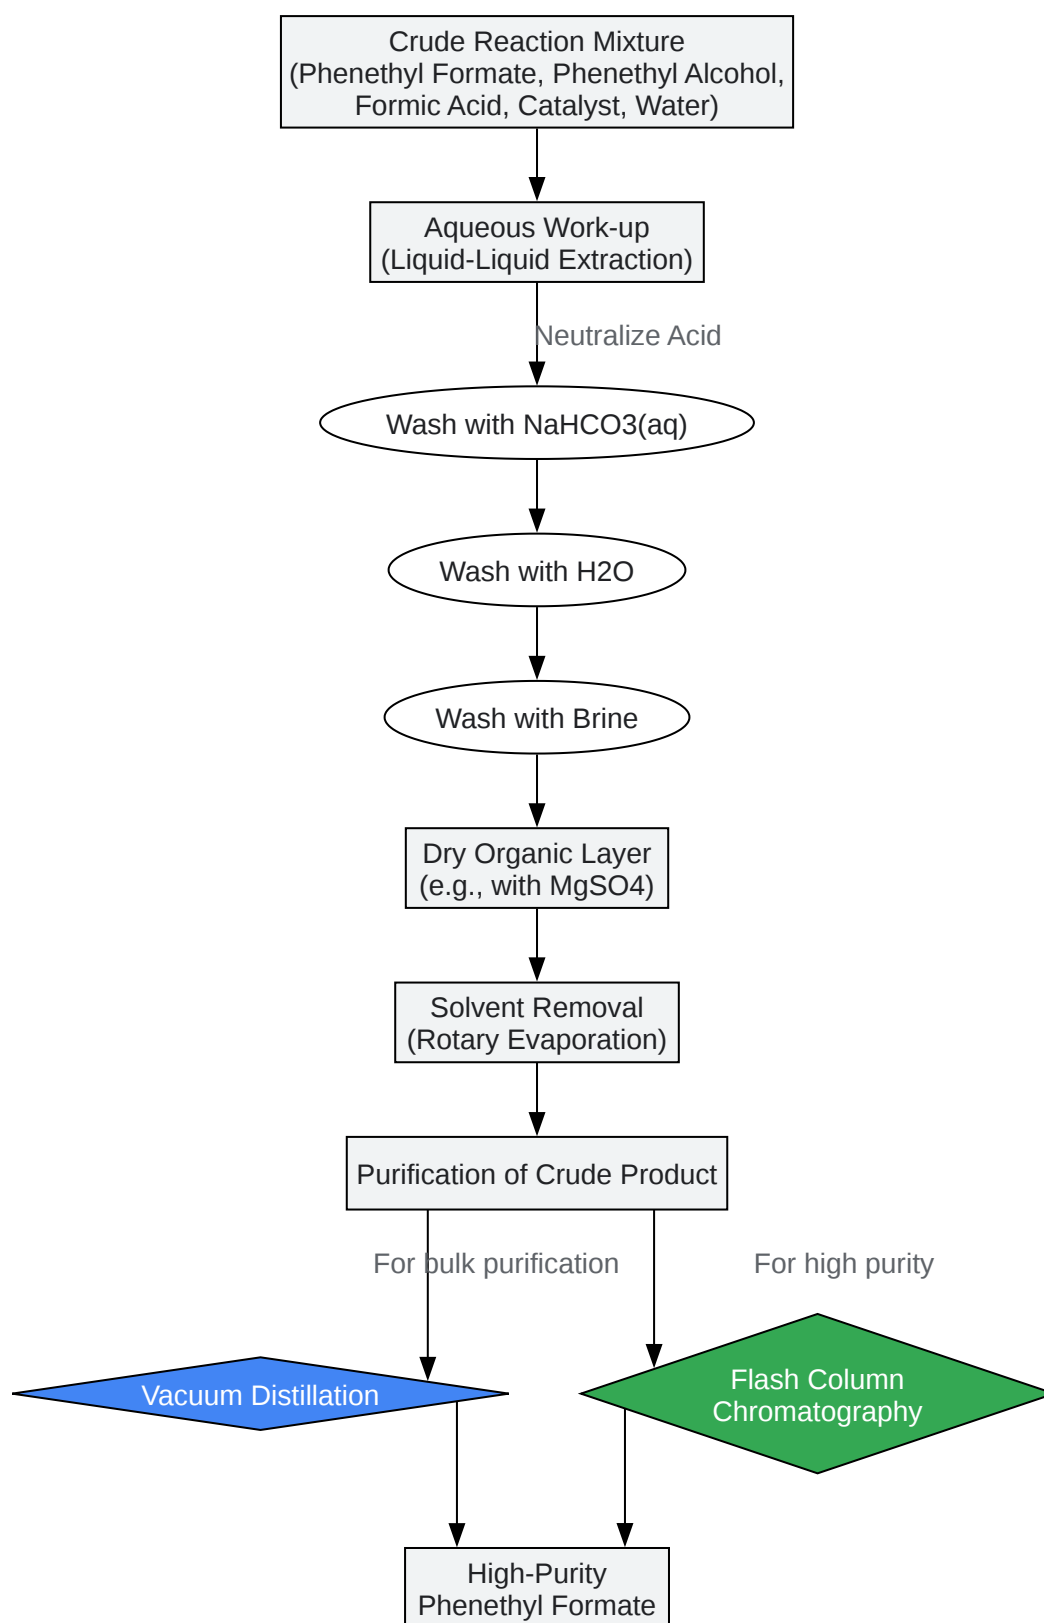 Crude Reaction Mixture
(Phenethyl Formate, Phenethyl Alcohol,
Formic Acid, Catalyst, Water)
Aqueous Work-up
(Liquid-Liquid Extraction)
Neutralize Acid
Wash with NaHCO3(aq)
Wash with H2O
Wash with Brine
Dry Organic Layer
(e.g., with MgSO4)
Solvent Removal
(Rotary Evaporation)
Purification of Crude Product
For bulk purification
For high purity
Vacuum Distillation
Flash Column
Chromatography
High-Purity
Phenethyl Formate